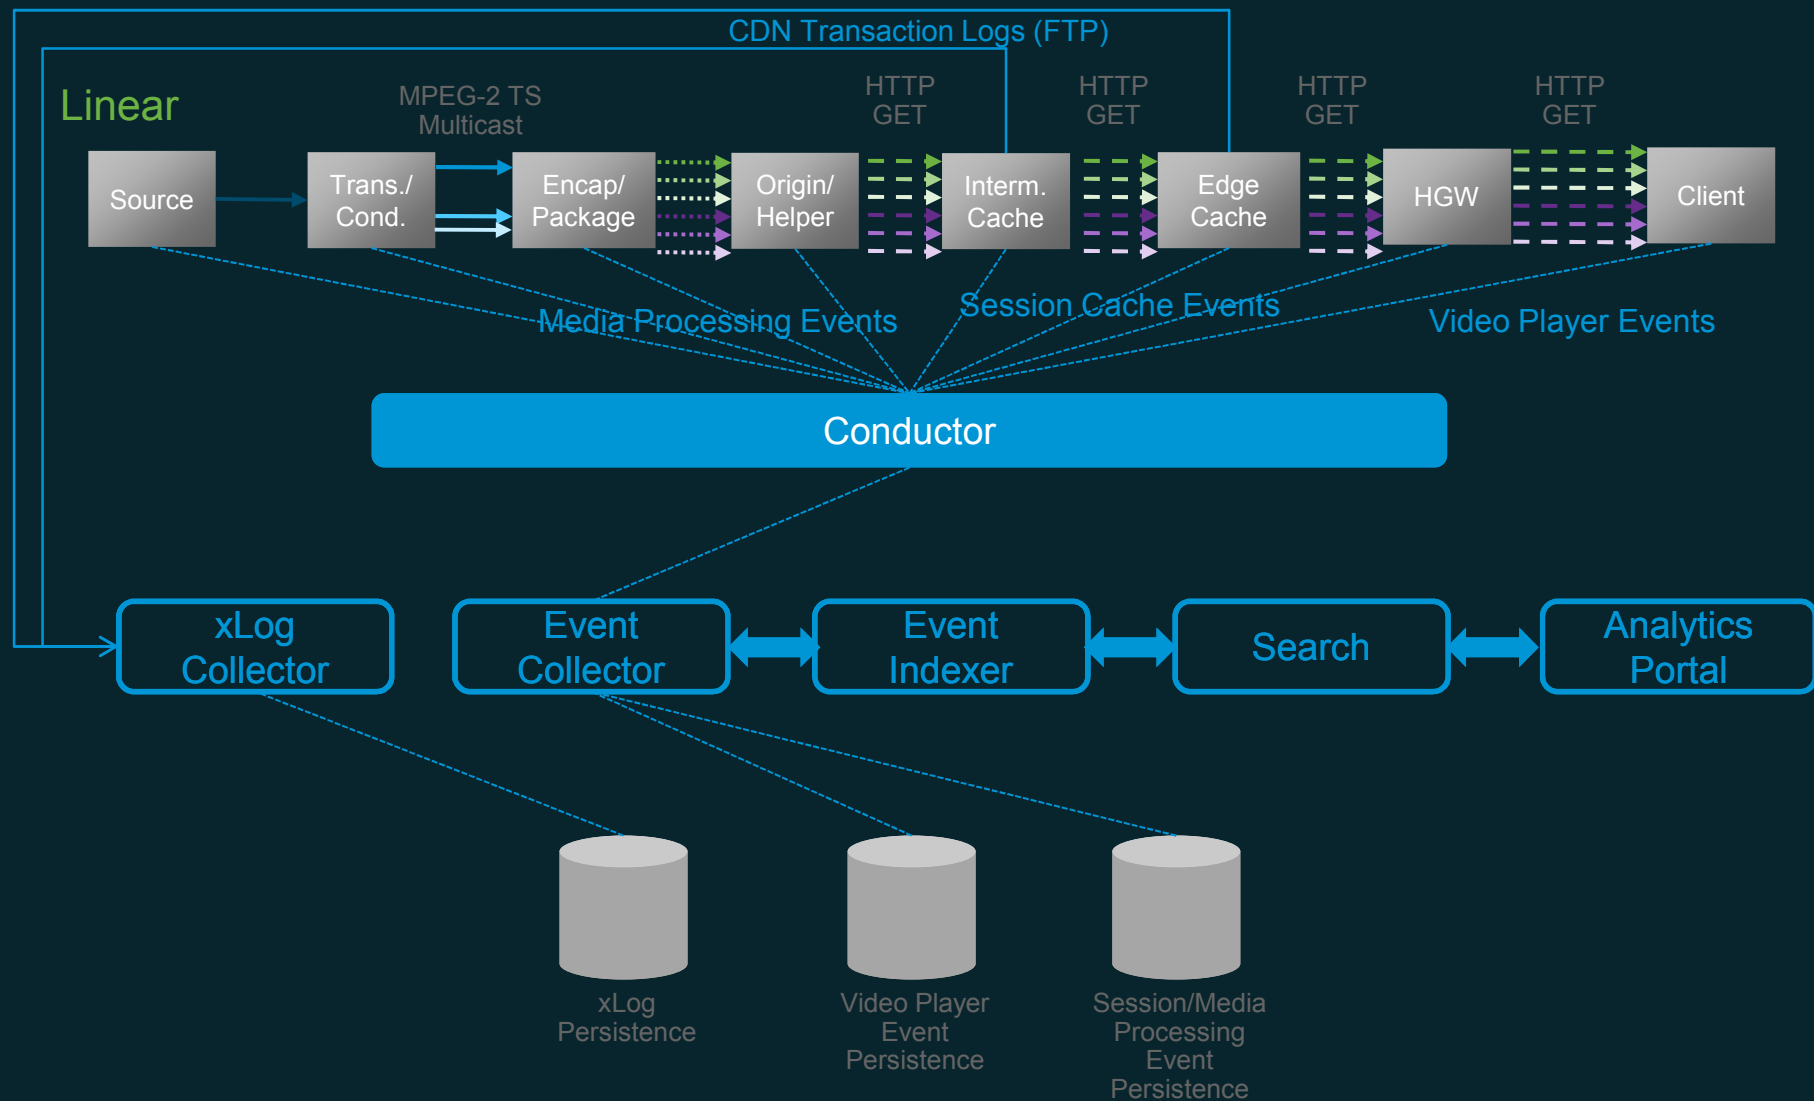 CDN Transaction Logs (FTP)
Linear
MPEG-2 TS
Multicast
HTTP
GET
HTTP
GET
HTTP
GET
HTTP
GET
Source
Trans./
Cond.
Encap/
Package
Origin/
Helper
Interm.
Cache
Edge
Cache
HGW
Client
Media Processing Events
Session Cache Events
Video Player Events
Conductor
xLog
Collector
Event
Collector
Event
Indexer
Search
Analytics
Portal
xLog
Persistence
Video Player
Event
Persistence
Session/Media
Processing
Event
Persistence